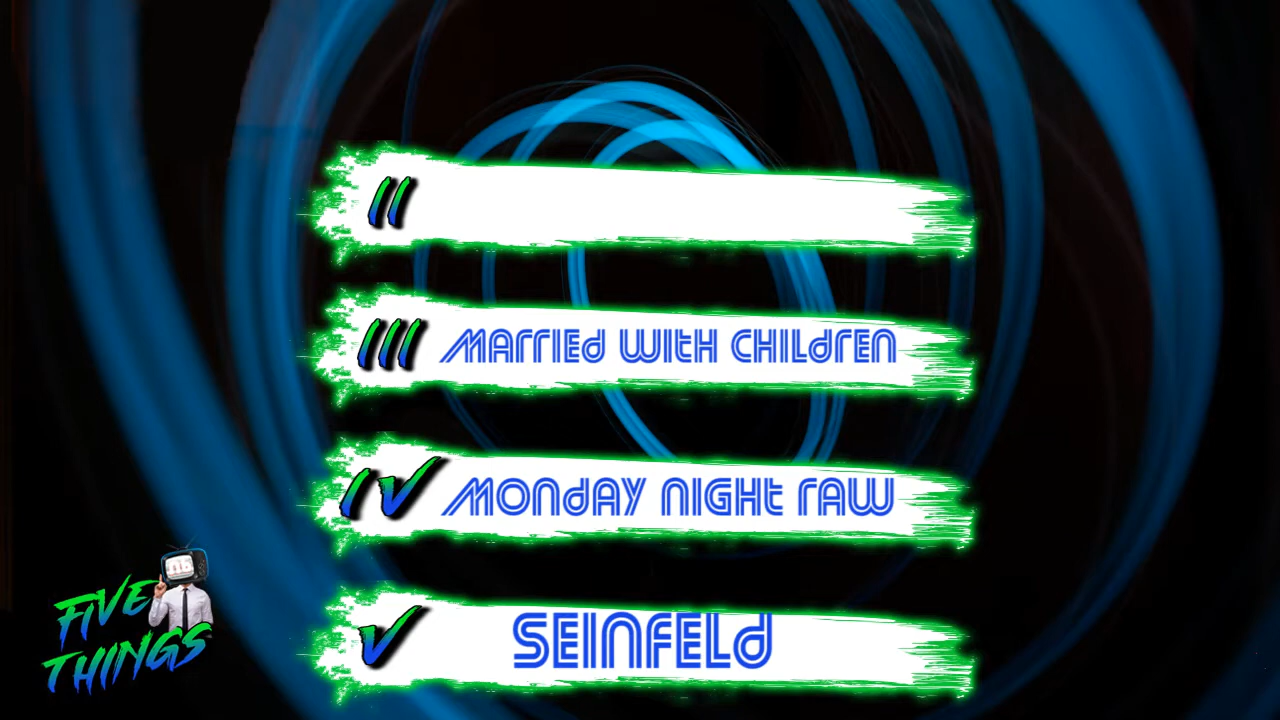 II
III MARRIED WITH CHILDREN
IV MONDAY NIGHT RAW
V SEINFELD
FIVE
THINGS